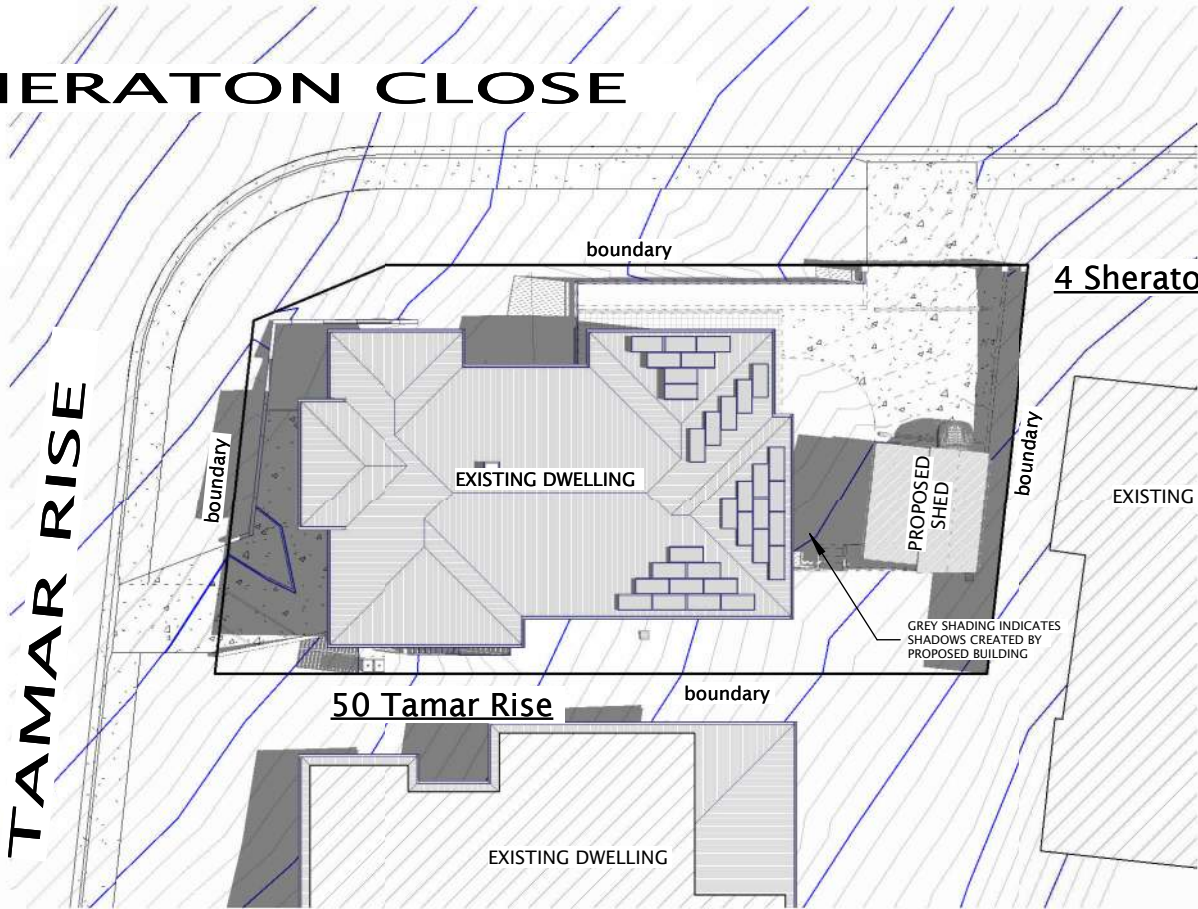 HERATON CLOSE
boundary
4 Sherato
TAMAR RISE
boundary
EXISTING DWELLING
PROPOSED
SHED
boundary
EXISTING
GREY SHADING INDICATES
SHADOWS CREATED BY
PROPOSED BUILDING
50 Tamar Rise
boundary
EXISTING DWELLING